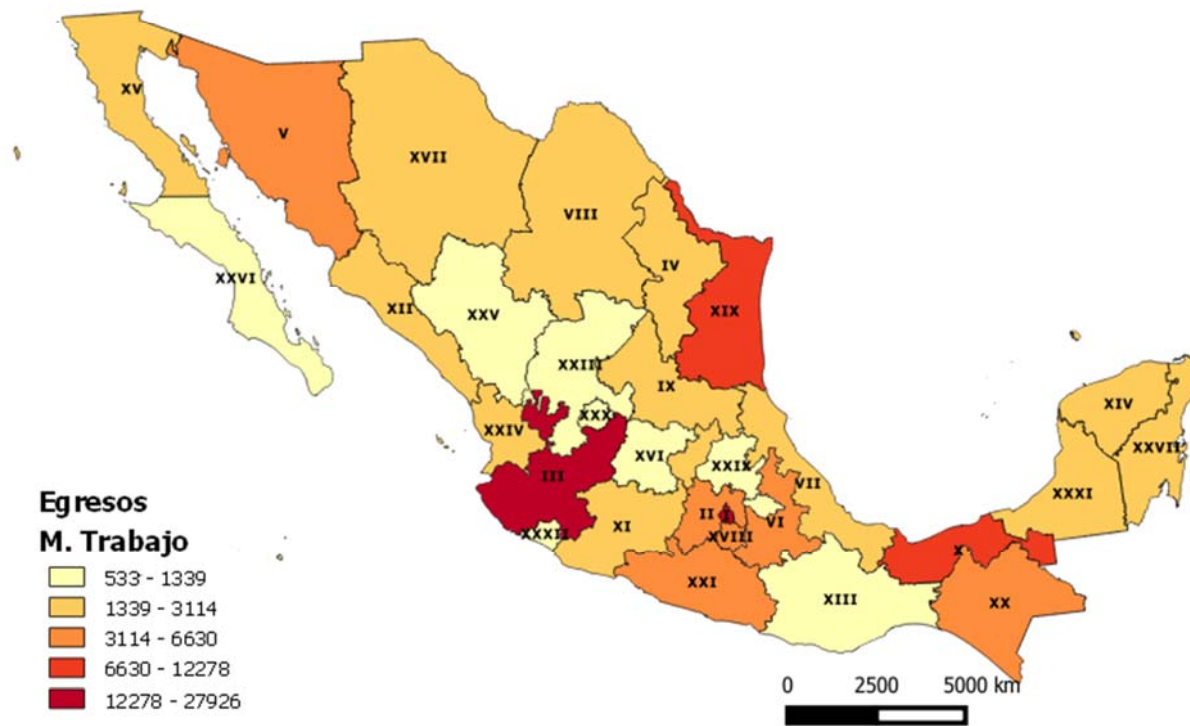 XV
V
XVII
VIII
XXVI
IV
XII
XXV
XIX
XXIII
IX
XXX
XXIV
XIV
XVI
XXVII
XXIX
III
VII
XXXI
II
I
VI
XI
XXXII
XVIII
X
XXI
XIII
XX
Egresos
M. Trabajo
533 - 1339
1339 - 3114
3114 - 6630
6630 - 12278
12278 - 27926
0 2500 5000 km